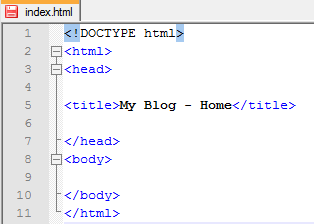 index.html
1 <!DOCTYPE html>
2 <html>
3 <head>
4
5 <title>My Blog - Home</title>
6
7 </head>
8 <body>
9
10 </body>
11 </html>